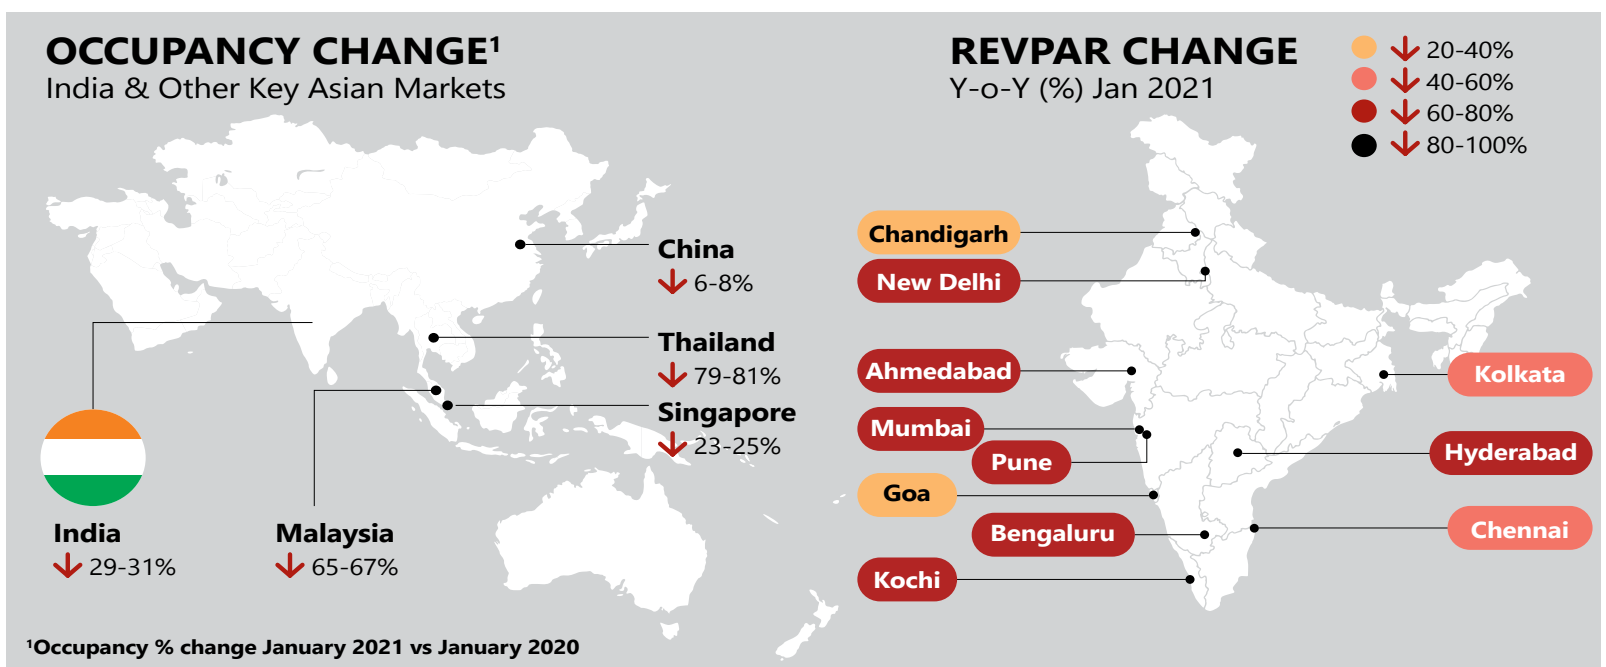 OCCUPANCY CHANGE¹
India & Other Key Asian Markets
China
6-8%
Thailand
79-81%
Singapore
23-25%
India
29-31%
Malaysia
65-67%
¹Occupancy % change January 2021 vs January 2020
REVPAR CHANGE
Y-o-Y (%) Jan 2021
20-40%
40-60%
60-80%
80-100%
Chandigarh
New Delhi
Ahmedabad
Kolkata
Mumbai
Pune
Hyderabad
Goa
Bengaluru
Chennai
Kochi